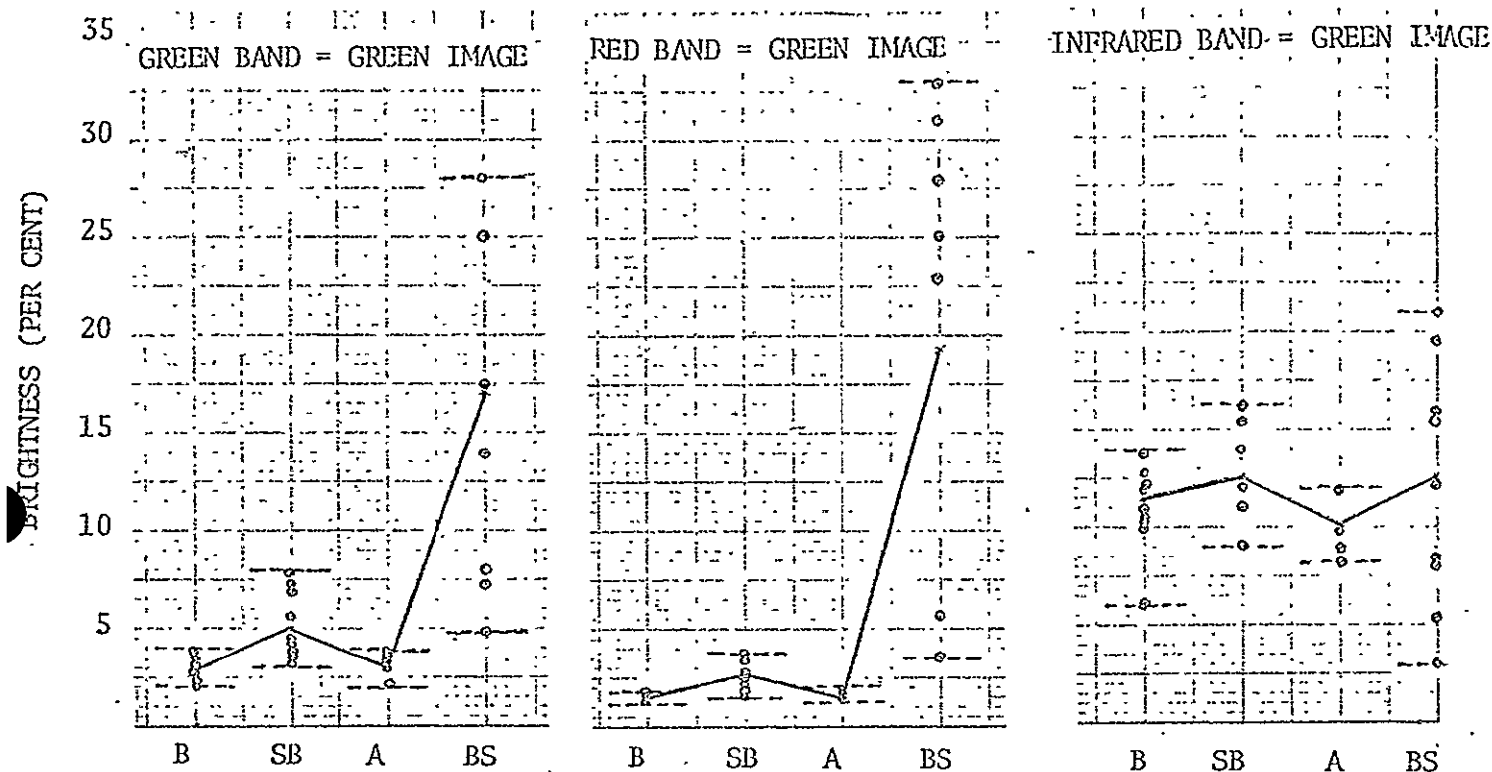 GREEN BAND = GREEN IMAGE
RED BAND = GREEN IMAGE
INFRARED BAND = GREEN IMAGE
BRIGHTNESS (PER CENT)
35
30
25
20
15
10
5
B SB A BS
B SB A BS
B SB A BS